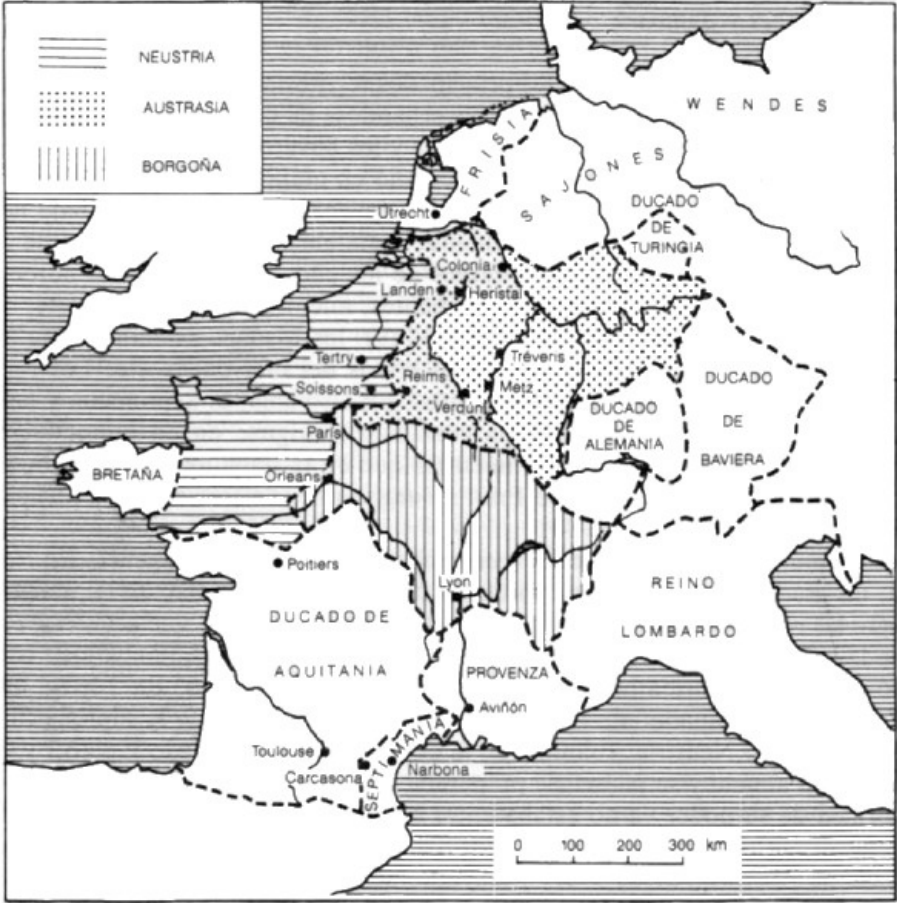 NEUSTRIA
AUSTRASIA
BORGOÑA
WENDES
FRISIA
SAJONES
Utrecht
DUCADO
DE
TURINGIA
Colonia
Landen
Heristal
Tertry
Tréveris
Soissons
Reims
Metz
Verdún
París
DUCADO
DE
ALEMANIA
DUCADO
DE
BAVIERA
BRETAÑA
Orleans
Poitiers
Lyon
REINO
LOMBARDO
DUCADO DE
AQUITANIA
PROVENZA
Aviñón
Toulouse
Carcasona
SEPTIMANIA
Narbona
0 100 200 300 km